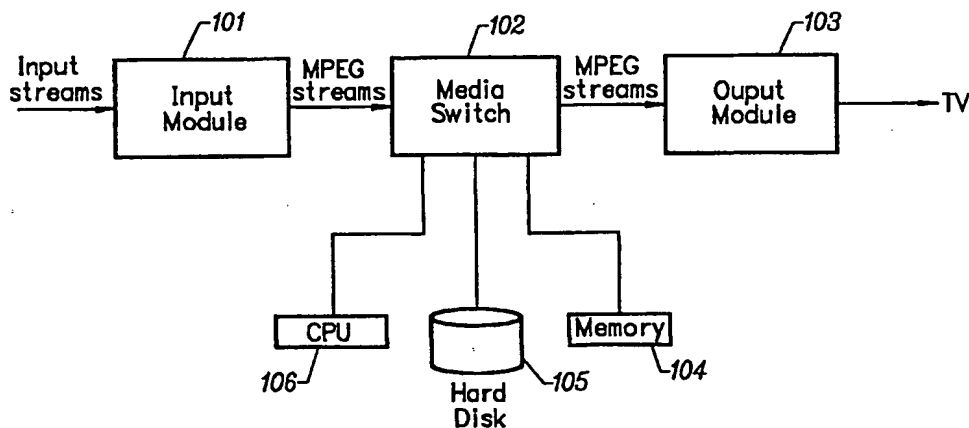 101
102
103
Input
streams
Input
Module
MPEG
streams
Media
Switch
MPEG
streams
Ouput
Module
TV
CPU
106
Hard
Disk
105
Memory
104